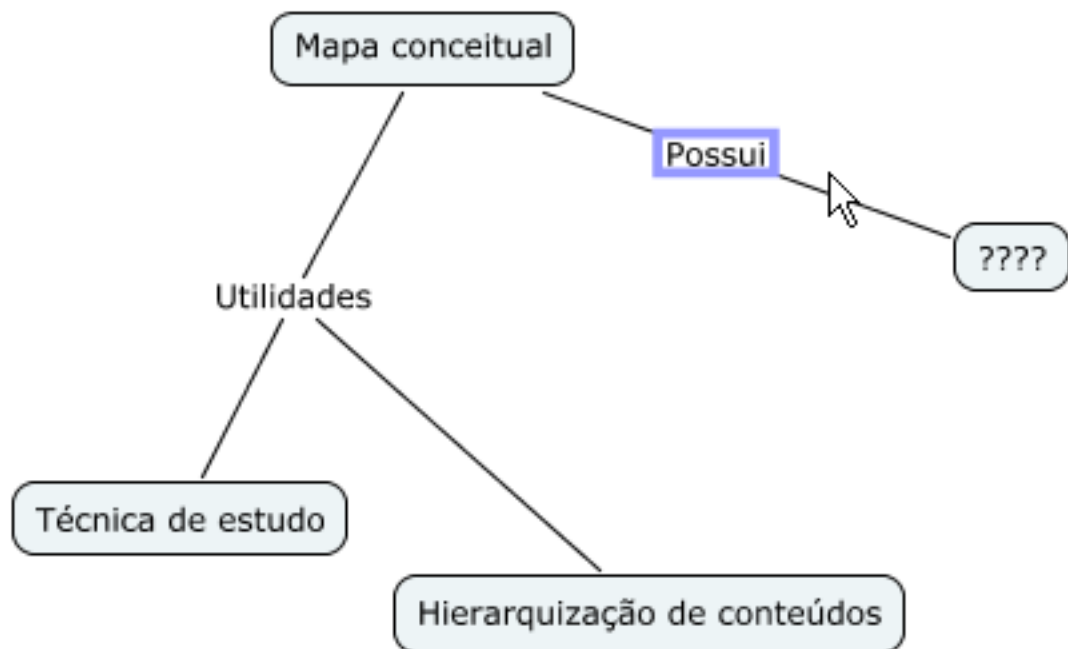 Mapa conceitual
Possui
????
Utilidades
Técnica de estudo
Hierarquização de conteúdos